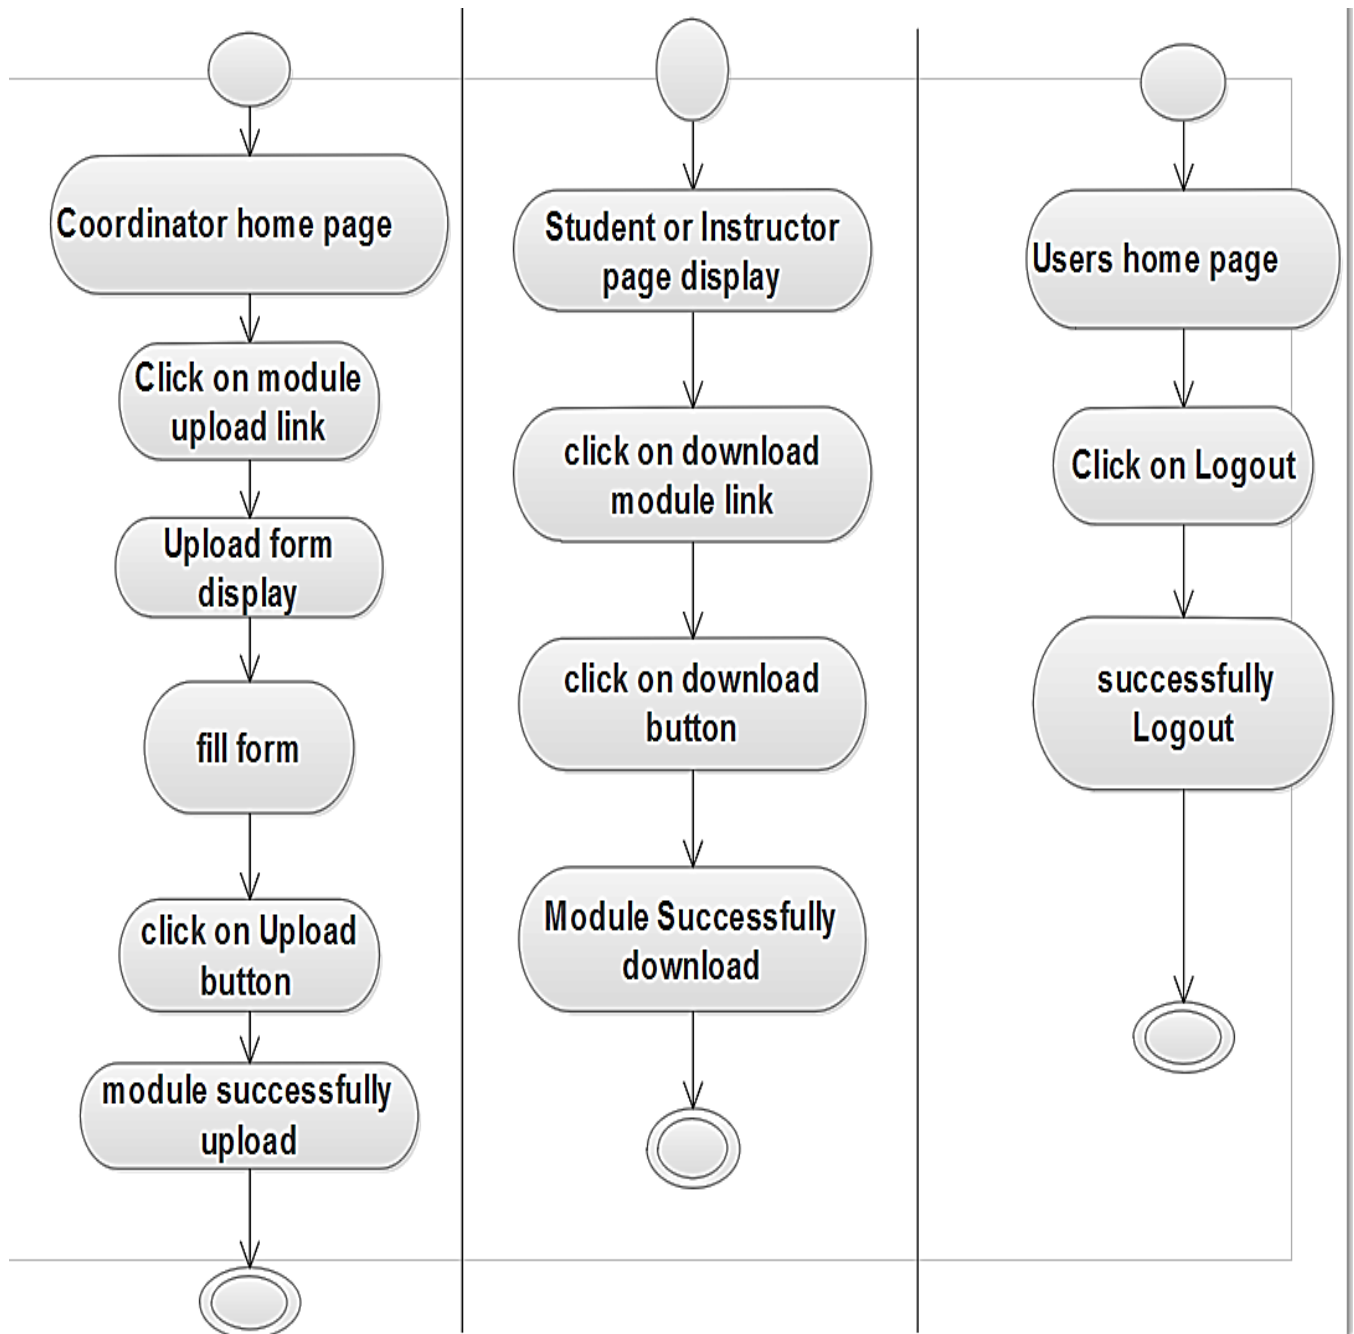 Coordinator home page
Click on module
upload link
Upload form
display
fill form
click on Upload
button
module successfully
upload
Student or Instructor
page display
click on download
module link
click on download
button
Module Successfully
download
Users home page
Click on Logout
successfully
Logout